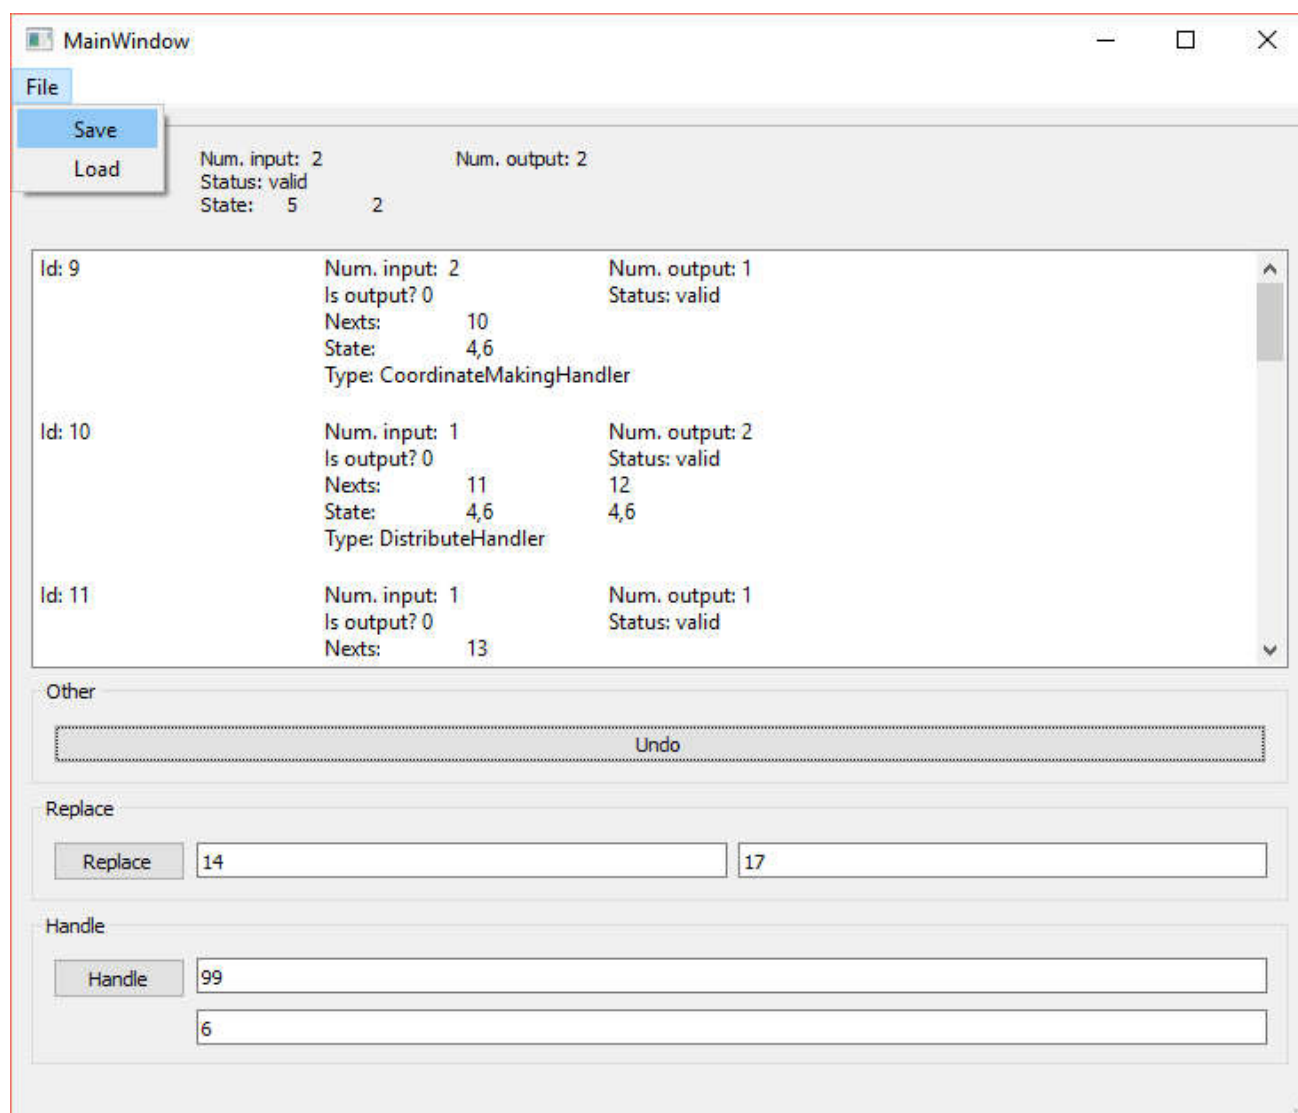 MainWindow
File
Save
Load
Num. input: 2 Num. output: 2
Status: valid
State: 5 2
Id: 9 Num. input: 2 Num. output: 1
Is output? 0 Status: valid
Nexts: 10
State: 4,6
Type: CoordinateMakingHandler
Id: 10 Num. input: 1 Num. output: 2
Is output? 0 Status: valid
Nexts: 11 12
State: 4,6 4,6
Type: DistributeHandler
Id: 11 Num. input: 1 Num. output: 1
Is output? 0 Status: valid
Nexts: 13
Other
Undo
Replace
Replace 14 17
Handle
Handle 99
6